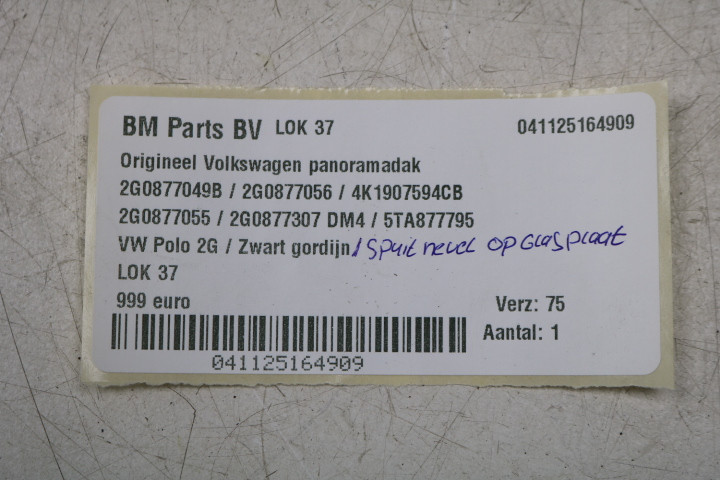 BM Parts BV LOK 37 041125164909
Origineel Volkswagen panoramadak
2G0877049B / 2G0877056 / 4K1907594CB
2G0877055 / 2G0877307 DM4 / 5TA877795
VW Polo 2G / Zwart gordijn / Spuit nevel op Glasplaat
LOK 37
999 euro Verz: 75
Aantal: 1
041125164909